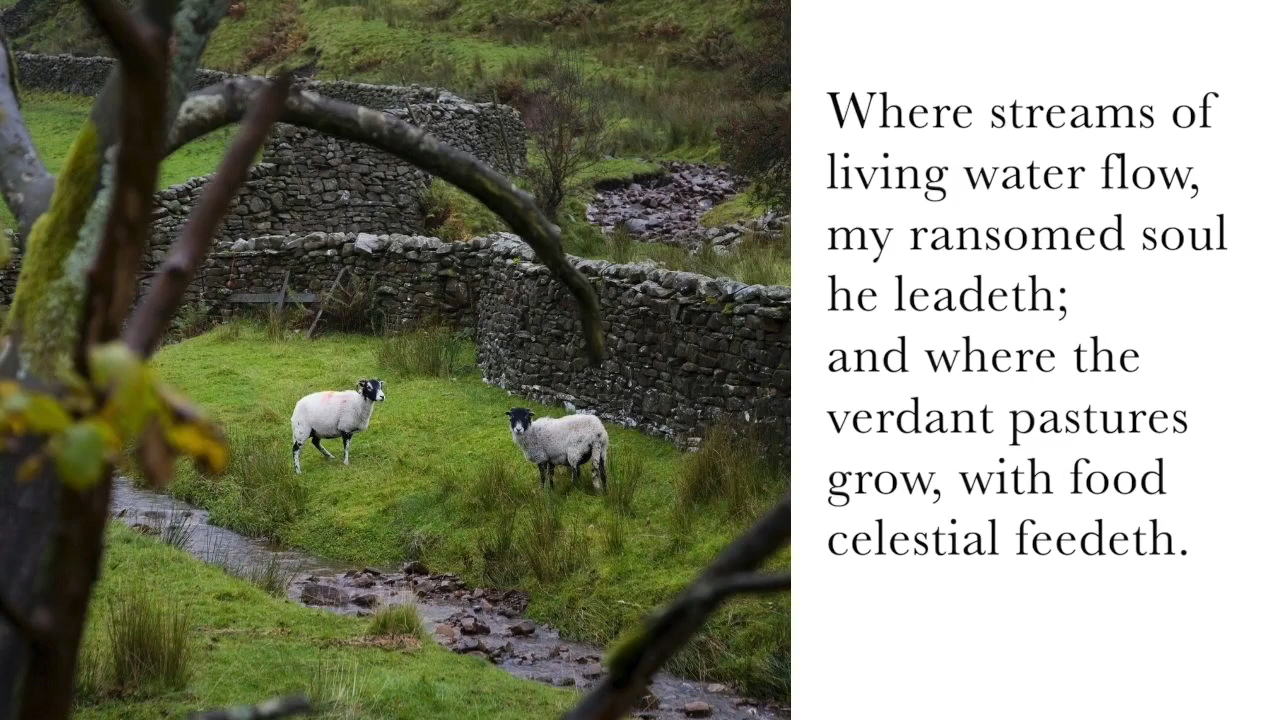 Where streams of
living water flow,
my ransomed soul
he leadeth;
and where the
verdant pastures
grow, with food
celestial feedeth.